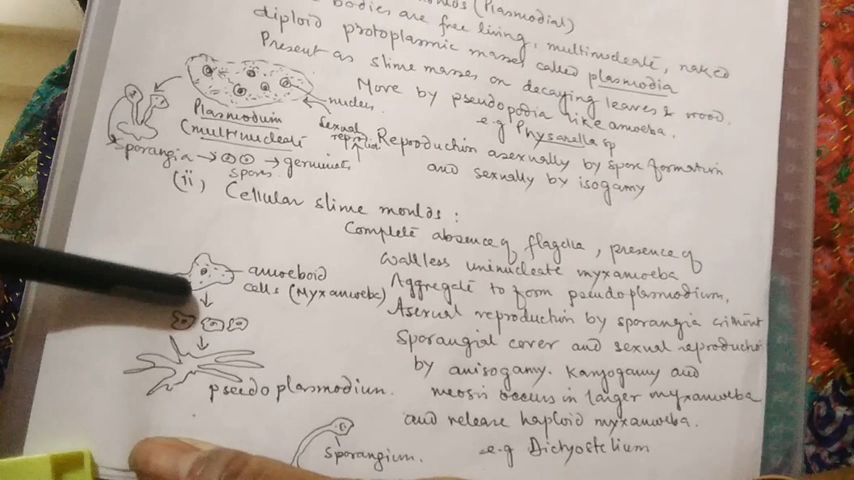 moulds (Plasmodial)
bodies are free living, multinucleate, naked
diploid protoplasmic masses called plasmodia
Present as slime masses on decaying leaves & wood.
Move by pseudopodia like amoeba.
e.g Physarella sp
nuclei
Plasmodium
(multinucleate
Sexual
Reproduction asexually by spore formation
and sexually by isogamy
Sporangia → → germinate
spores
(ii) Cellular slime moulds :
Complete absence of flagella, presence of
wallless uninucleate myxamoeba
Aggregate to form pseudoplasmodium.
Asexual reproduction by sporangia without
Sporangial cover and sexual reproduction
by anisogamy. Karyogamy and
meosis occurs in larger myxamoeba
and release haploid myxamoeba.
e.g Dictyostelium
amoeboid
cells (Myxamoeba)
pseudoplasmodium.
sporangium.